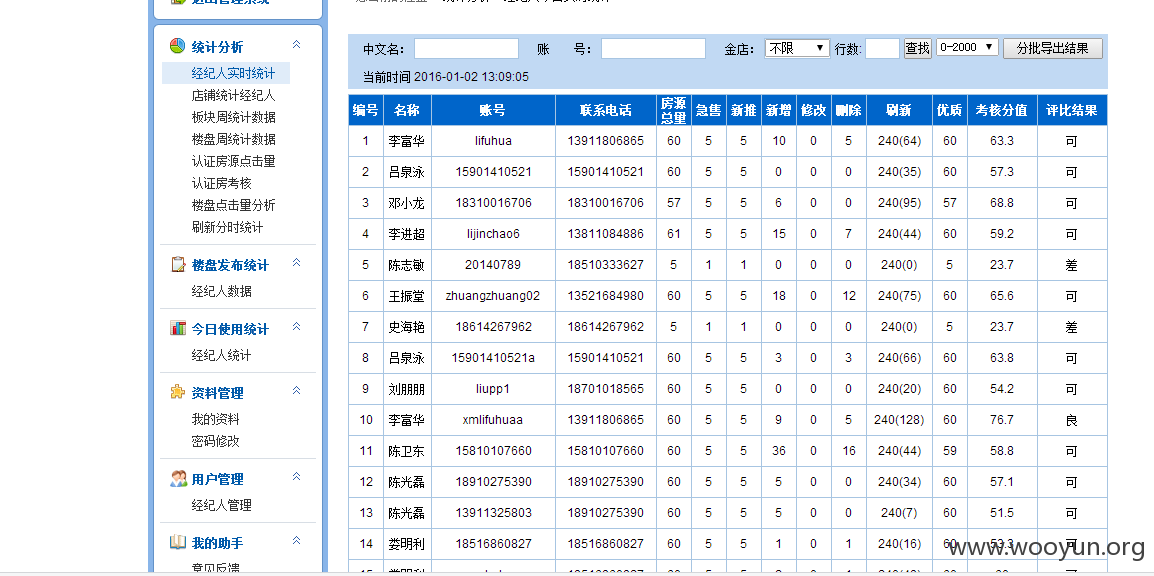 统计分析
经纪人实时统计
店铺统计经纪人
板块周统计数据
楼盘周统计数据
认证房源点击量
认证房考核
楼盘点击量分析
刷新分时统计
楼盘发布统计
经纪人数据
今日使用统计
经纪人统计
资料管理
我的资料
密码修改
用户管理
经纪人管理
我的助手
意见反馈
中文名： 账 号： 金店： 不限 行数: 查找 0-2000 分批导出结果
当前时间 2016-01-02 13:09:05
编号 名称 账号 联系电话 房源总量 急售 新推 新增 修改 删除 刷新 优质 考核分值 评比结果
1 李富华 lifuhua 13911806865 60 5 5 10 0 5 240(64) 60 63.3 可
2 吕泉泳 15901410521 15901410521 60 5 5 0 0 0 240(35) 60 57.3 可
3 邓小龙 18310016706 18310016706 57 5 5 6 0 0 240(95) 57 68.8 可
4 李进超 lijinchao6 13811084886 61 5 5 15 0 7 240(44) 60 59.2 可
5 陈志敏 20140789 18510333627 5 1 1 0 0 0 240(0) 5 23.7 差
6 王振堂 zhuangzhuang02 13521684980 60 5 5 18 0 12 240(75) 60 65.6 可
7 史海艳 18614267962 18614267962 5 1 1 0 0 0 240(0) 5 23.7 差
8 吕泉泳 15901410521a 15901410521 60 5 5 3 0 3 240(66) 60 63.8 可
9 刘朋朋 liupp1 18701018565 60 5 5 0 0 0 240(20) 60 54.2 可
10 李富华 xmlifuhuaa 13911806865 60 5 5 9 0 5 240(128) 60 76.7 良
11 陈卫东 15810107660 15810107660 60 5 5 36 0 16 240(44) 59 58.8 可
12 陈光磊 18910275390 18910275390 60 5 5 5 0 0 240(34) 60 57.1 可
13 陈光磊 13911325803 18910275390 60 5 5 5 0 0 240(7) 60 51.5 可
14 娄明利 18516860827 18516860827 60 5 5 1 0 1 240(16) 60 53.3 可
www.wooyun.org